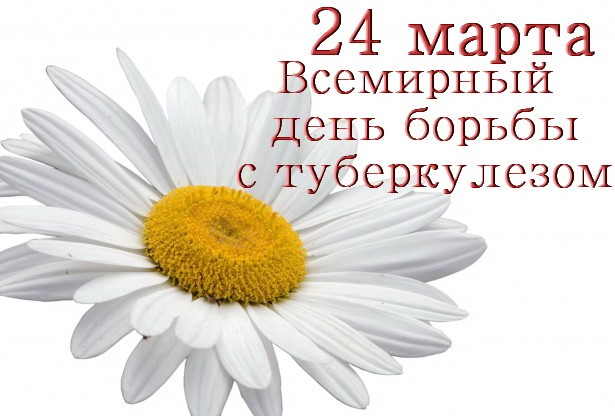 24 марта
Всемирный
день борьбы
с туберкулезом